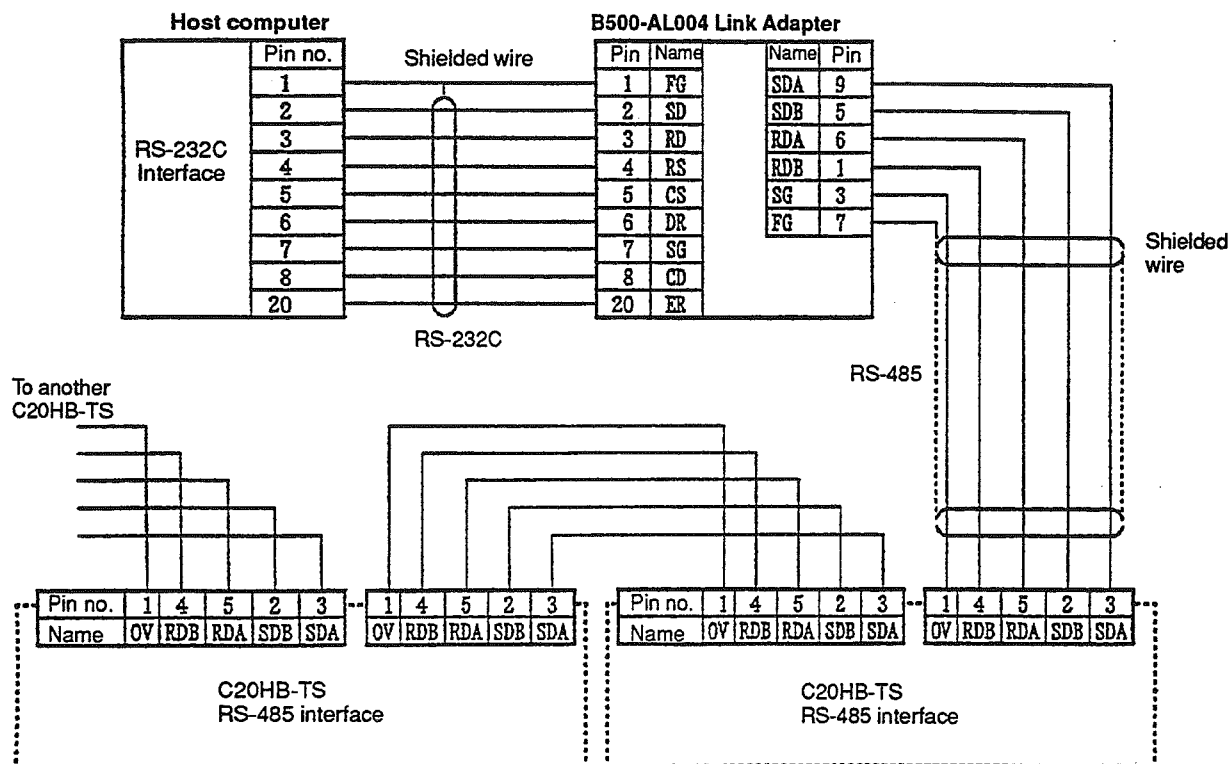 Host computer
B500-AL004 Link Adapter
Pin no.
Shielded wire
Pin Name
Name Pin
1
1 FG
SDA 9
2
2 SD
SDB 5
3
3 RD
RDA 6
RS-232C
Interface
4
4 RS
RDB 1
5
5 CS
SG 3
6
6 DR
FG 7
7
7 SG
8
8 CD
20
20 ER
Shielded
wire
RS-232C
RS-485
To another
C20HB-TS
Pin no. 1 4 5 2 3
1 4 5 2 3
Pin no. 1 4 5 2 3
1 4 5 2 3
Name 0V RDB RDA SDB SDA
0V RDB RDA SDB SDA
Name 0V RDB RDA SDB SDA
0V RDB RDA SDB SDA
C20HB-TS
RS-485 interface
C20HB-TS
RS-485 interface